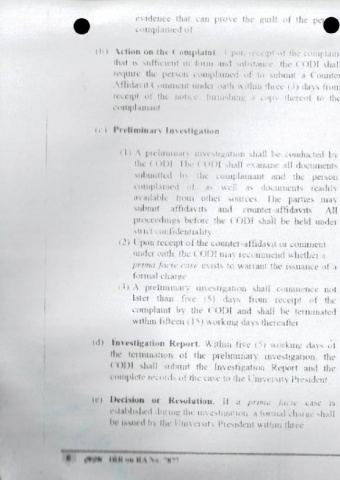 evidence that can prove the guilt of the
complained of
(b) Action on the Complaint. Upon receipt of the complaint
that is sufficient in form and substance, the CODI shall
require the person complained of to submit a Counter
Affidavit/Comment under oath within three (3) days from
receipt of the notice, furnishing a copy thereof to the
complainant
(c) Preliminary Investigation
(1) A preliminary investigation shall be conducted by
the CODI. The CODI shall examine all documents
submitted by the complainant and the person
complained of, as well as documents readily
available from other sources. The parties may
submit affidavits and counter-affidavits. All
proceedings before the CODI shall be held under
strict confidentiality
(2) Upon receipt of the counter-affidavit or comment
under oath, the CODI may recommend whether a
prima facie case exists to warrant the issuance of a
formal charge
(3) A preliminary investigation shall commence not
later than five (5) days from receipt of the
complaint by the CODI and shall be terminated
within fifteen (15) working days thereafter
(d) Investigation Report. Within five (5) working days of
the termination of the preliminary investigation, the
CODI shall submit the Investigation Report and the
complete records of the case to the University President
(e) Decision or Resolution. If a prima facie case is
established during the investigation, a formal charge shall
be issued by the University President within three
8 IRR on RA No. 7877